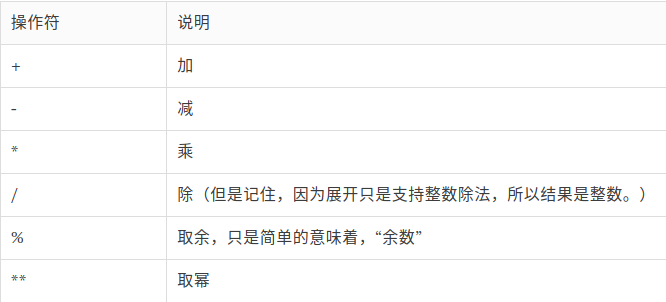 操作符 说明
+ 加
- 减
* 乘
/ 除（但是记住，因为展开只是支持整数除法，所以结果是整数。）
% 取余，只是简单的意味着，“余数”
** 取幂